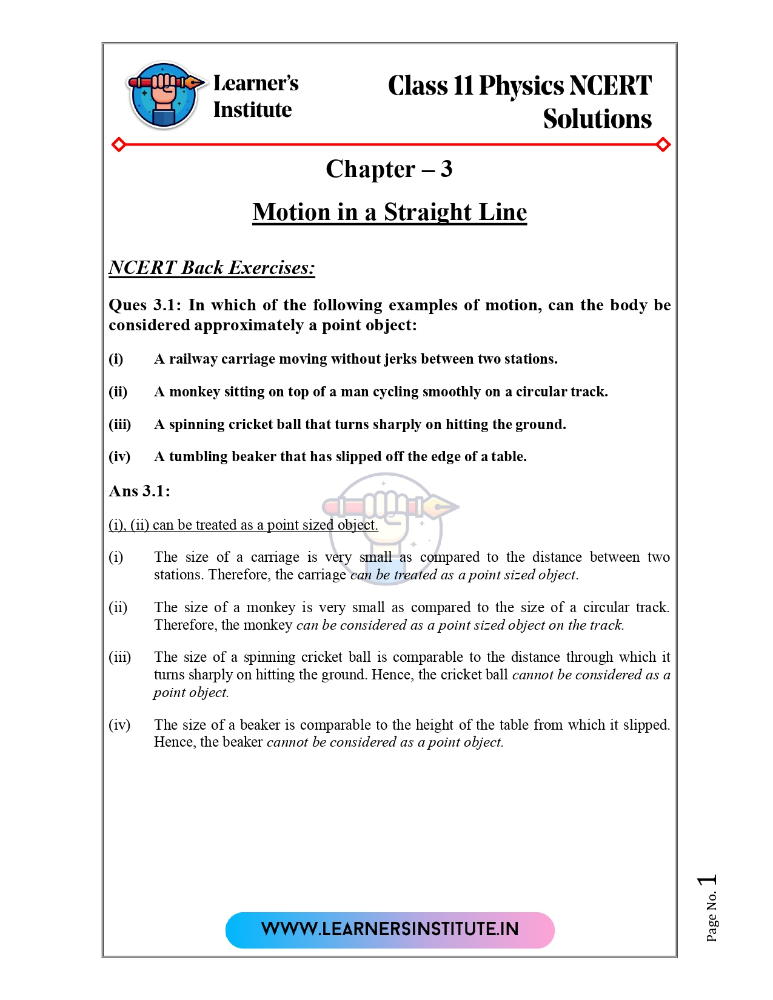 Learner's
Institute
Class 11 Physics NCERT
Solutions
Chapter – 3
Motion in a Straight Line
NCERT Back Exercises:
Ques 3.1: In which of the following examples of motion, can the body be
considered approximately a point object:
(i) A railway carriage moving without jerks between two stations.
(ii) A monkey sitting on top of a man cycling smoothly on a circular track.
(iii) A spinning cricket ball that turns sharply on hitting the ground.
(iv) A tumbling beaker that has slipped off the edge of a table.
Ans 3.1:
(i), (ii) can be treated as a point sized object.
(i) The size of a carriage is very small as compared to the distance between two
stations. Therefore, the carriage can be treated as a point sized object.
(ii) The size of a monkey is very small as compared to the size of a circular track.
Therefore, the monkey can be considered as a point sized object on the track.
(iii) The size of a spinning cricket ball is comparable to the distance through which it
turns sharply on hitting the ground. Hence, the cricket ball cannot be considered as a
point object.
(iv) The size of a beaker is comparable to the height of the table from which it slipped.
Hence, the beaker cannot be considered as a point object.
WWW.LEARNERSINSTITUTE.IN
Page No. 1